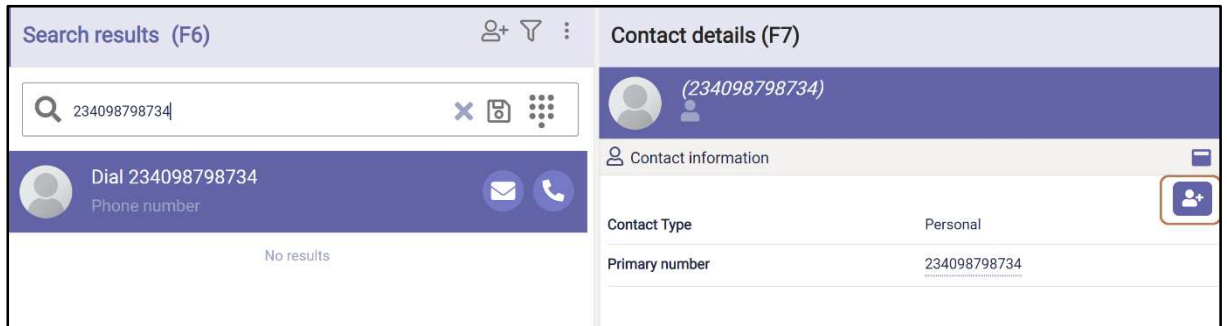 Search results (F6)
234098798734
Dial 234098798734
Phone number
No results
Contact details (F7)
(234098798734)
Contact information
Contact Type Personal
Primary number 234098798734